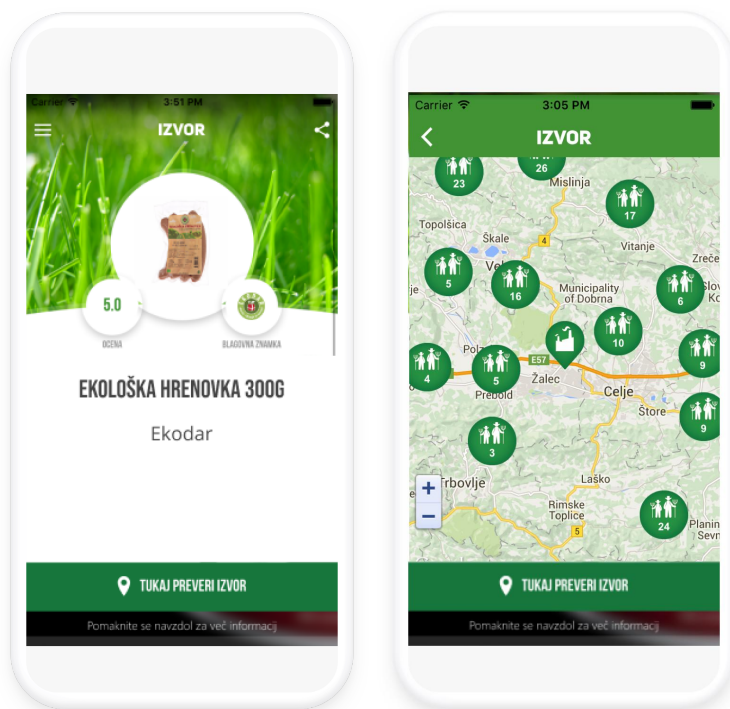 Carrier 3:51 PM
IZVOR
5.0
OCENA
BLAGOVNA ZNAMKA
EKOLOŠKA HRENOVKA 300G
Ekodar
TUKAJ PREVERI IZVOR
Pomaknite se navzdol za več informacij
Carrier 3:05 PM
IZVOR
26
23
Mislinja
17
Topolšica
Škale
4
Vitanje
Zreče
5
16
Municipality
of Dobrna
6
10
E57
9
4
5
Žalec
Prebold
Celje
Štore
9
3
Laško
Trbovlje
+
-
Rimske
Toplice
24
5
TUKAJ PREVERI IZVOR
Pomaknite se navzdol za več informacij